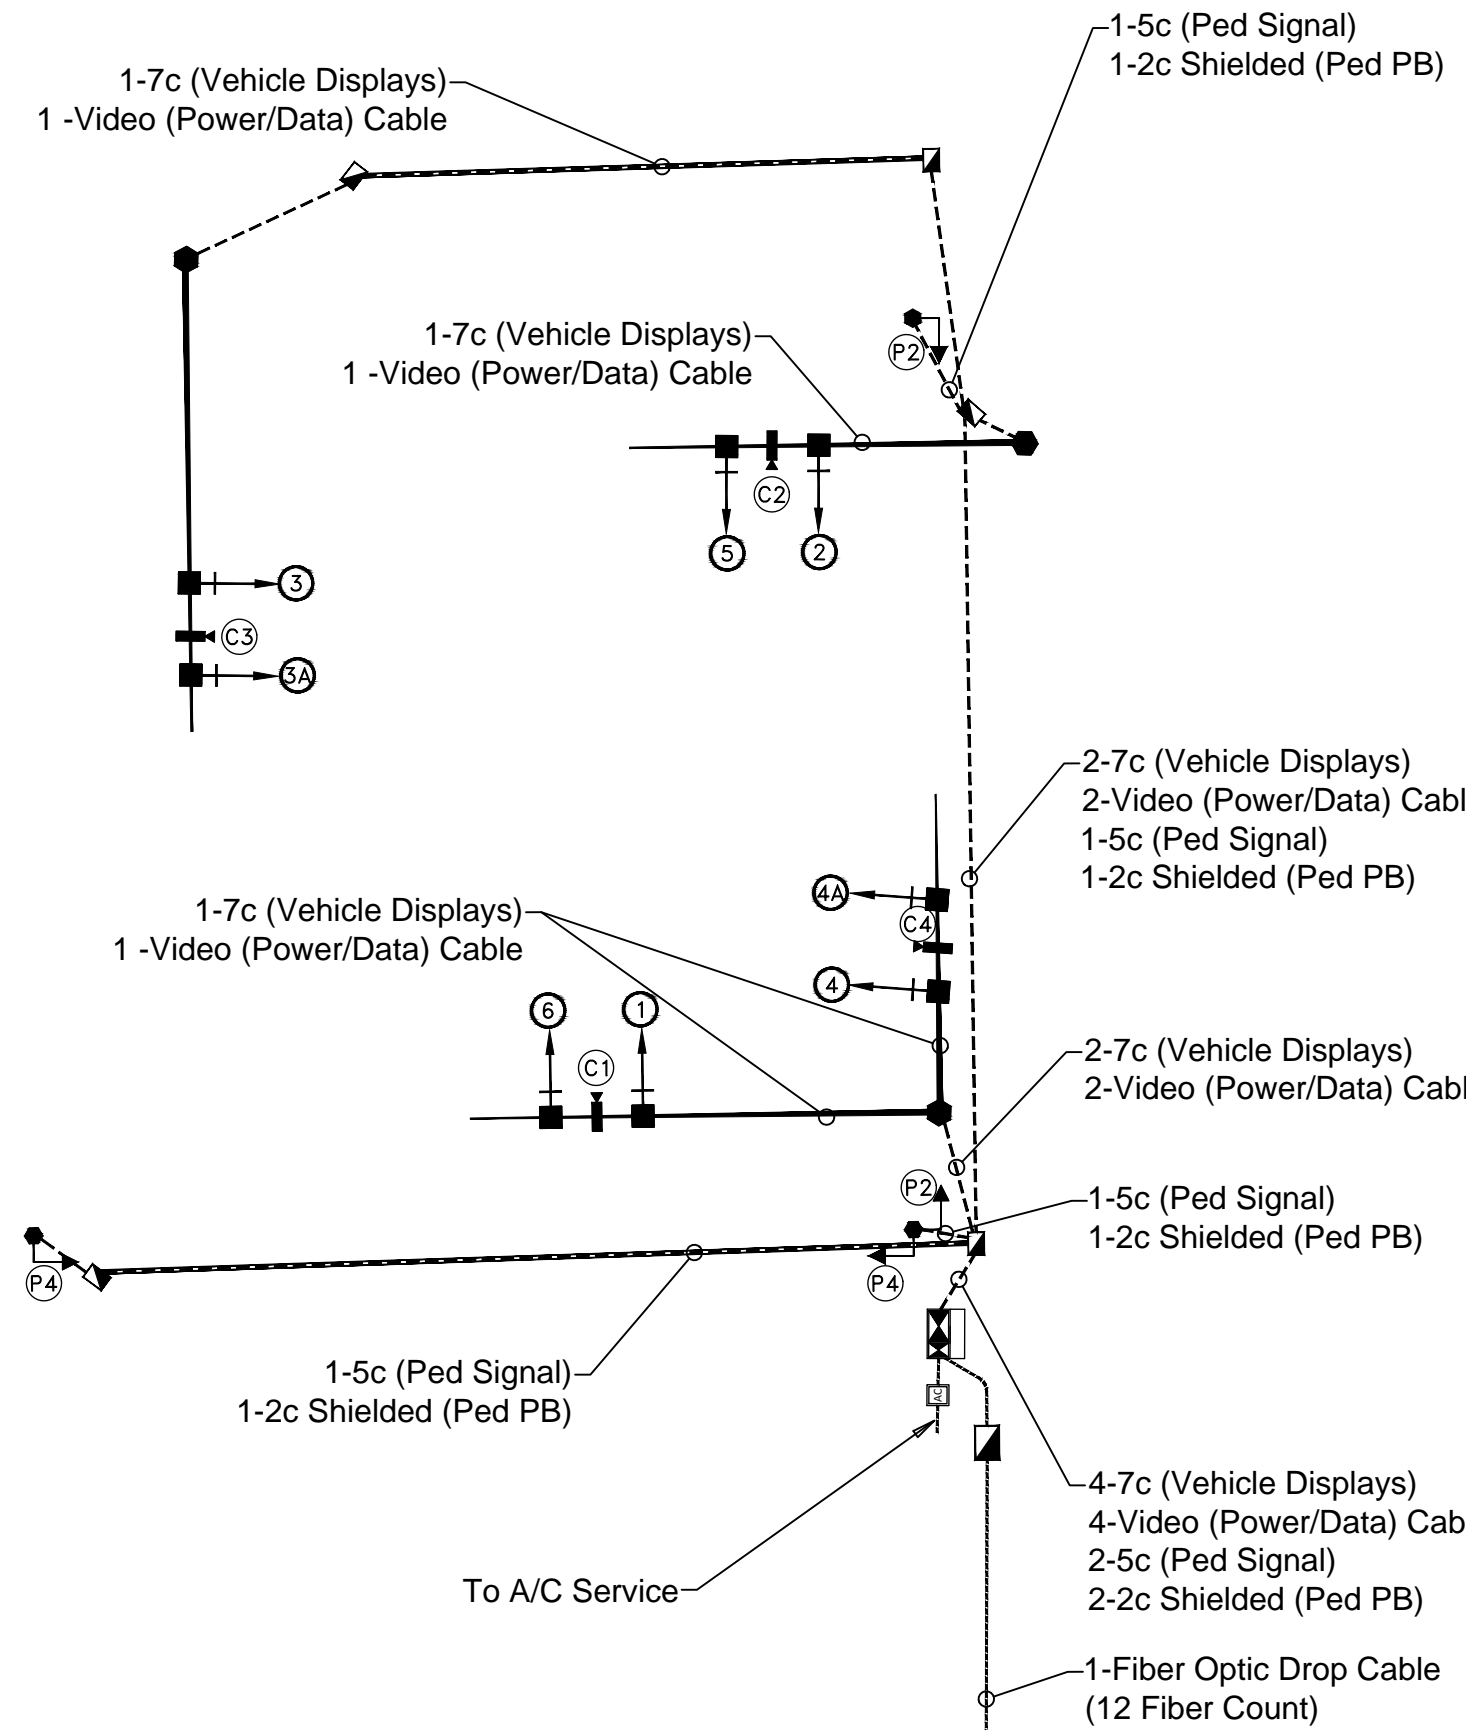 1-5c (Ped Signal)
1-2c Shielded (Ped PB)
1-7c (Vehicle Displays)
1 -Video (Power/Data) Cable
1-7c (Vehicle Displays)
1 -Video (Power/Data) Cable
P2
C2
5
2
3
C3
3A
2-7c (Vehicle Displays)
2-Video (Power/Data) Cabl
1-5c (Ped Signal)
1-2c Shielded (Ped PB)
1-7c (Vehicle Displays)
1 -Video (Power/Data) Cable
4A
C4
4
6
1
C1
2-7c (Vehicle Displays)
2-Video (Power/Data) Cabl
P2
1-5c (Ped Signal)
1-2c Shielded (Ped PB)
P4
P4
1-5c (Ped Signal)
1-2c Shielded (Ped PB)
AC
4-7c (Vehicle Displays)
4-Video (Power/Data) Cab
2-5c (Ped Signal)
2-2c Shielded (Ped PB)
To A/C Service
1-Fiber Optic Drop Cable
(12 Fiber Count)